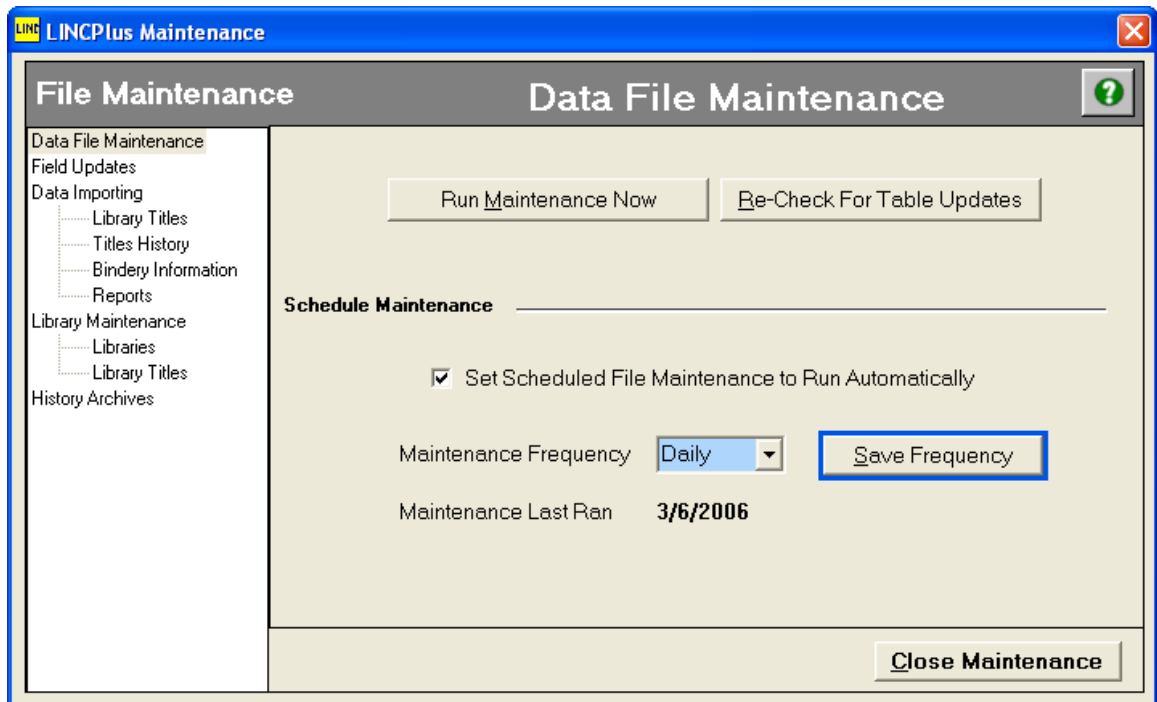 LINC LINCPlus Maintenance
File Maintenance
Data File Maintenance
?
Data File Maintenance
Field Updates
Data Importing
Library Titles
Titles History
Bindery Information
Reports
Library Maintenance
Libraries
Library Titles
History Archives
Run Maintenance Now
Re-Check For Table Updates
Schedule Maintenance
Set Scheduled File Maintenance to Run Automatically
Maintenance Frequency
Daily
Save Frequency
Maintenance Last Ran
3/6/2006
Close Maintenance